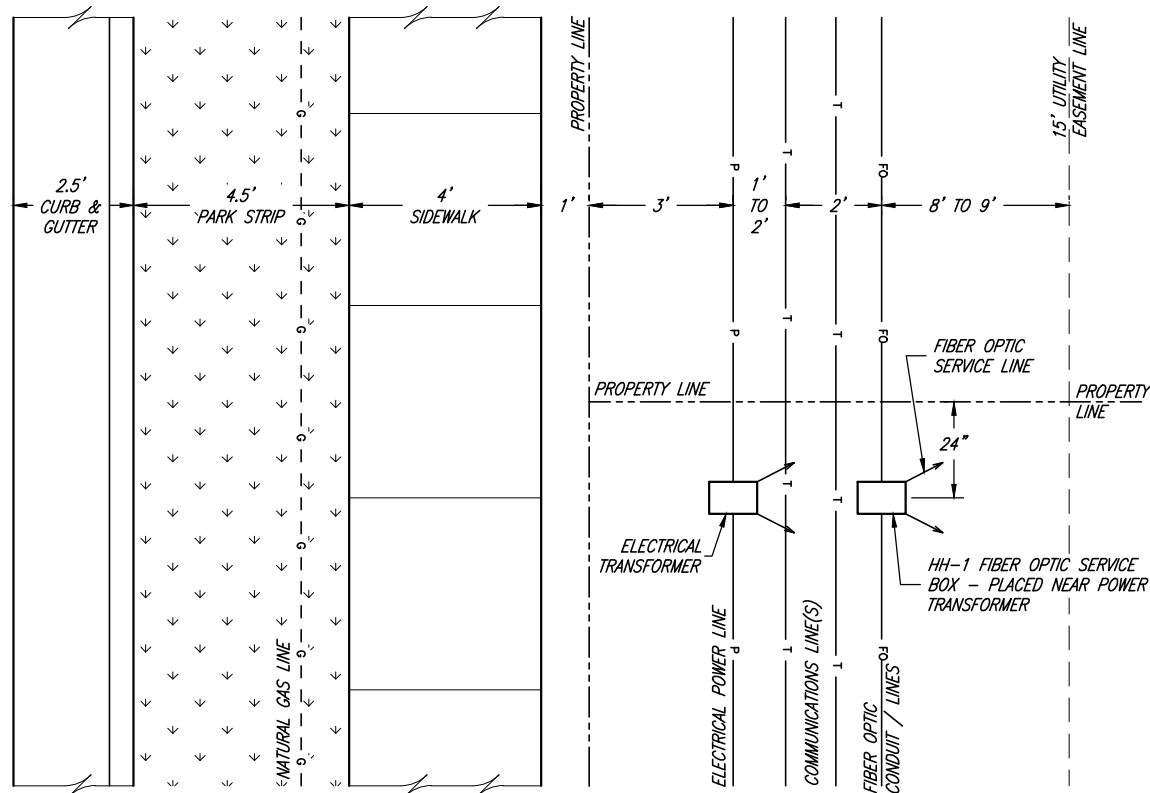 PROPERTY LINE
15' UTILITY
EASEMENT LINE
2.5'
CURB &
GUTTER
4.5'
PARK STRIP
4'
SIDEWALK
1'
3'
1'
TO
2'
2'
8' TO 9'
G
G
G
G
G
G
P
P
P
T
T
T
T
T
T
T
T
FO
FO
FO
FIBER OPTIC
SERVICE LINE
PROPERTY LINE
PROPERTY
LINE
24"
ELECTRICAL
TRANSFORMER
HH-1 FIBER OPTIC SERVICE
BOX - PLACED NEAR POWER
TRANSFORMER
NATURAL GAS LINE
ELECTRICAL POWER LINE
COMMUNICATIONS LINE(S)
FIBER OPTIC
CONDUIT / LINES